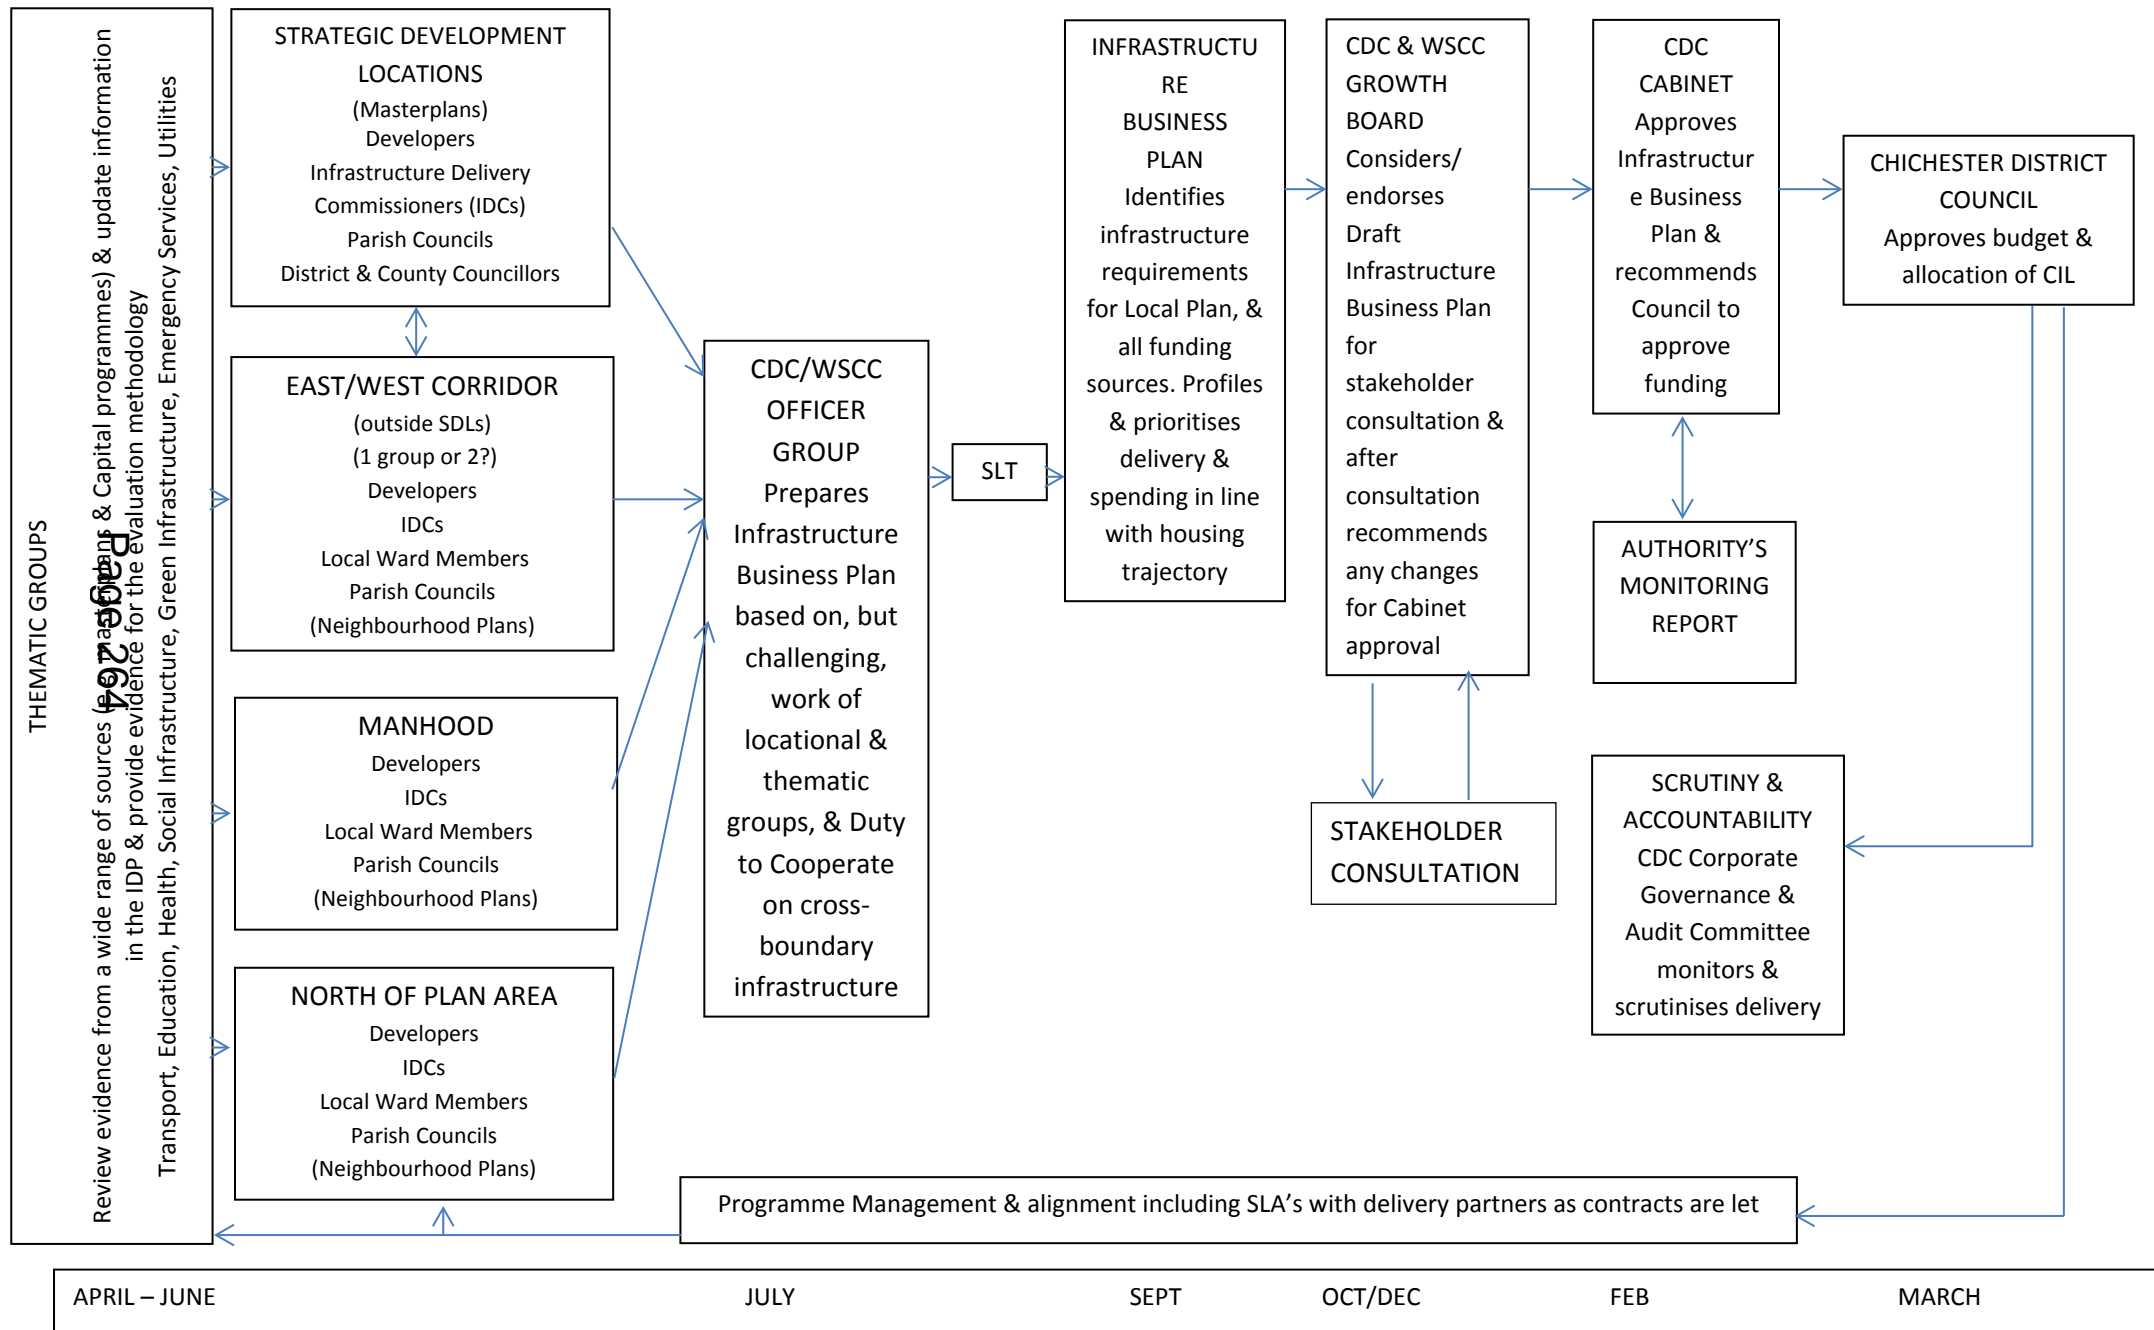 THEMATIC GROUPS
Review evidence from a wide range of sources (e.g. masterplans & Capital programmes) & update information
in the IDP & provide evidence for the evaluation methodology
Transport, Education, Health, Social Infrastructure, Green Infrastructure, Emergency Services, Utilities
Page 264
STRATEGIC DEVELOPMENT
LOCATIONS
(Masterplans)
Developers
Infrastructure Delivery
Commissioners (IDCs)
Parish Councils
District & County Councillors
EAST/WEST CORRIDOR
(outside SDLs)
(1 group or 2?)
Developers
IDCs
Local Ward Members
Parish Councils
(Neighbourhood Plans)
MANHOOD
Developers
IDCs
Local Ward Members
Parish Councils
(Neighbourhood Plans)
NORTH OF PLAN AREA
Developers
IDCs
Local Ward Members
Parish Councils
(Neighbourhood Plans)
CDC/WSCC
OFFICER
GROUP
Prepares
Infrastructure
Business Plan
based on, but
challenging,
work of
locational &
thematic
groups, & Duty
to Cooperate
on cross-
boundary
infrastructure
SLT
INFRASTRUCTU
RE
BUSINESS
PLAN
Identifies
infrastructure
requirements
for Local Plan, &
all funding
sources. Profiles
& prioritises
delivery &
spending in line
with housing
trajectory
CDC & WSCC
GROWTH
BOARD
Considers/
endorses
Draft
Infrastructure
Business Plan
for
stakeholder
consultation &
after
consultation
recommends
any changes
for Cabinet
approval
STAKEHOLDER
CONSULTATION
CDC
CABINET
Approves
Infrastructur
e Business
Plan &
recommends
Council to
approve
funding
AUTHORITY’S
MONITORING
REPORT
SCRUTINY &
ACCOUNTABILITY
CDC Corporate
Governance &
Audit Committee
monitors &
scrutinises delivery
CHICHESTER DISTRICT
COUNCIL
Approves budget &
allocation of CIL
Programme Management & alignment including SLA’s with delivery partners as contracts are let
APRIL – JUNE JULY SEPT OCT/DEC FEB MARCH